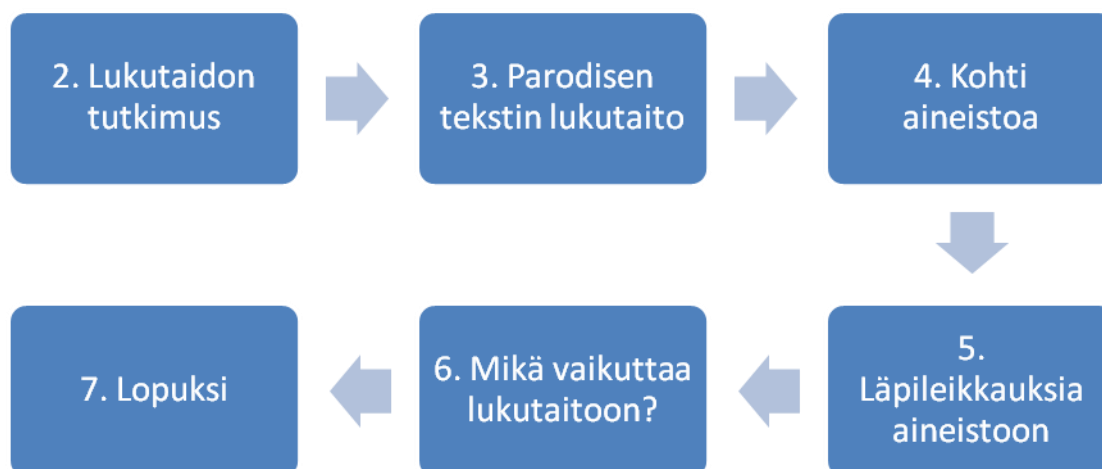 2. Lukutaidon
tutkimus
3. Parodisen
tekstin lukutaito
4. Kohti
aineistoa
5.
Läpileikkauksia
aineistoon
6. Mikä vaikuttaa
lukutaitoon?
7. Lopuksi